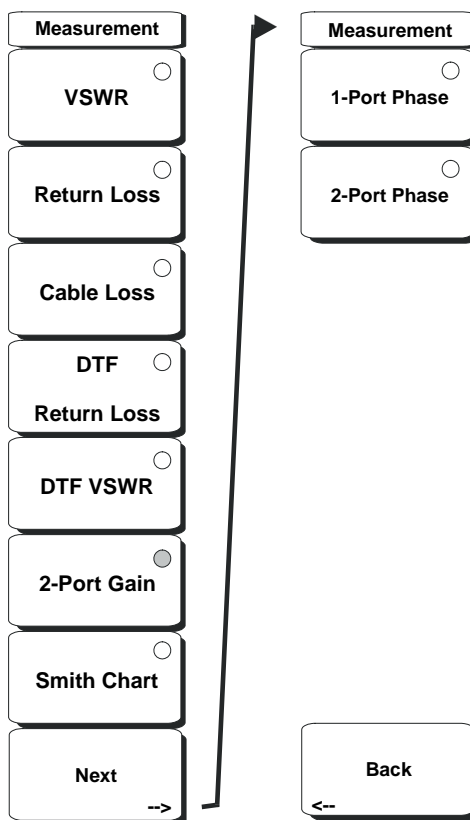 Measurement
VSWR
Return Loss
Cable Loss
DTF
Return Loss
DTF VSWR
2-Port Gain
Smith Chart
Next
-->
Measurement
1-Port Phase
2-Port Phase
Back
<--